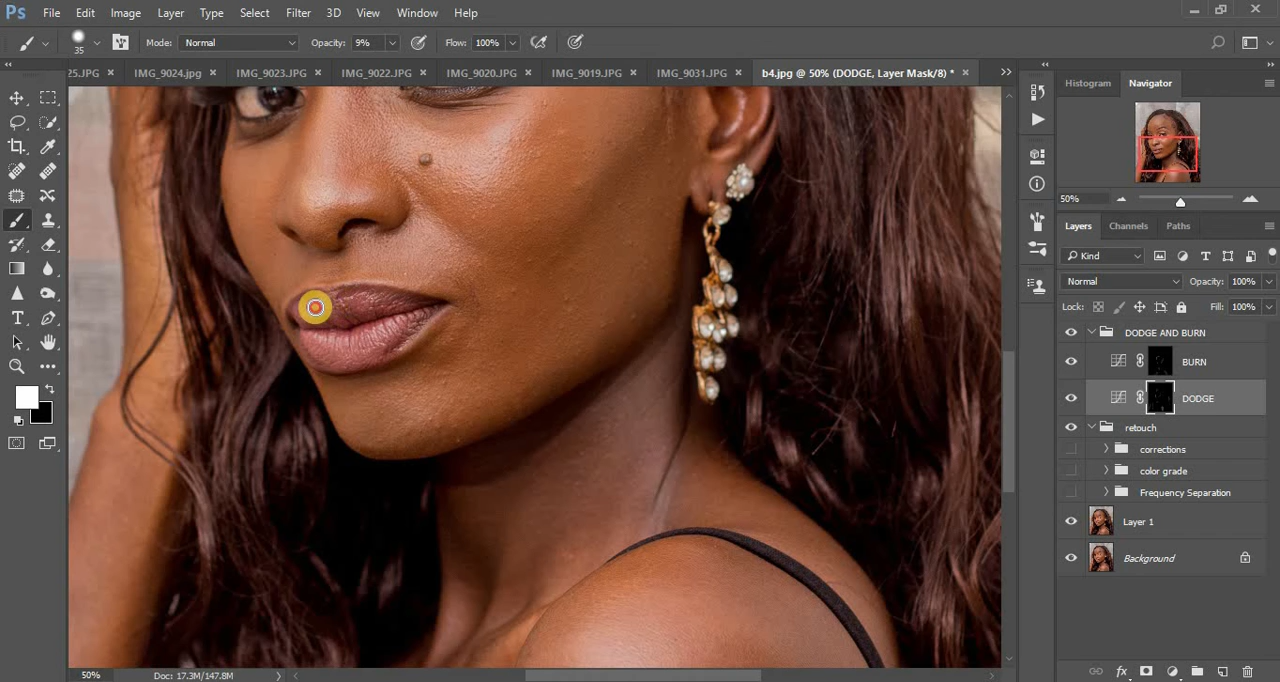 Ps File Edit Image Layer Type Select Filter 3D View Window Help
35 Mode: Normal Opacity: 9% Flow: 100%
25.JPG × IMG_9024.jpg × IMG_9023.JPG × IMG_9022.JPG × IMG_9020.JPG × IMG_9019.JPG × IMG_9031.JPG × b4.jpg @ 50% (DODGE, Layer Mask/8) * ×
Histogram Navigator
50%
Layers Channels Paths
Kind
Normal Opacity: 100%
Lock: Fill: 100%
DODGE AND BURN
BURN
DODGE
retouch
corrections
color grade
Frequency Separation
Layer 1
Background
50% Doc: 17.3M/147.8M
fx